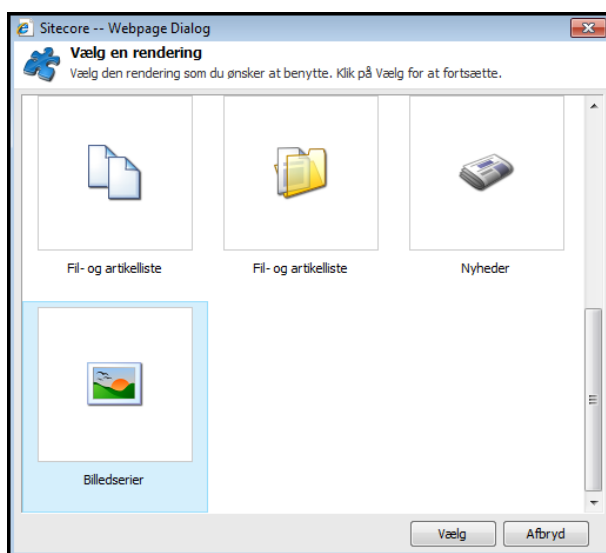 Sitecore -- Webpage Dialog
Vælg en rendering
Vælg den rendering som du ønsker at benytte. Klik på Vælg for at fortsætte.
Fil- og artikelliste
Fil- og artikelliste
Nyheder
Billedserier
Vælg
Afbryd